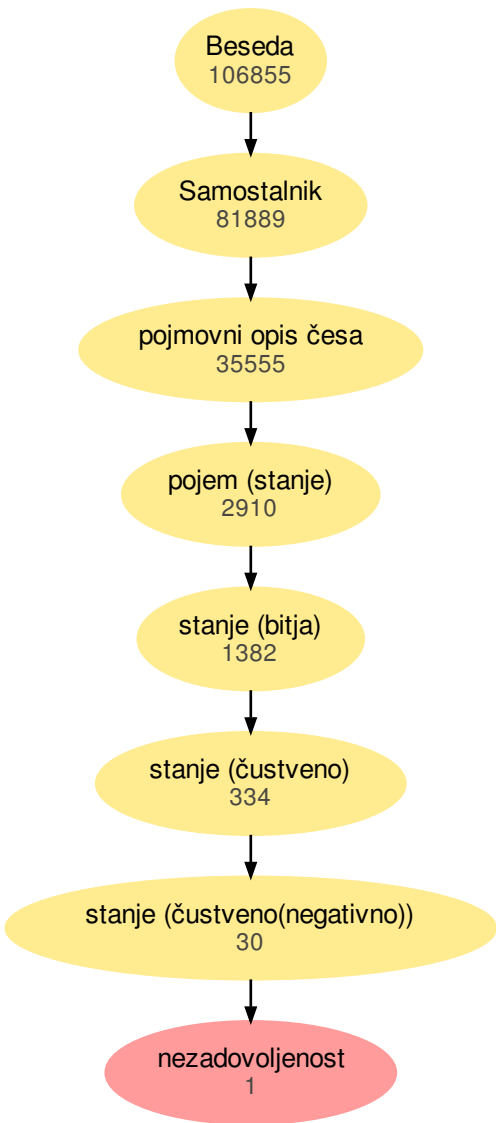 Beseda
106855
Samostalnik
81889
pojmovni opis česa
35555
pojem (stanje)
2910
stanje (bitja)
1382
stanje (čustveno)
334
stanje (čustveno(negativno))
30
nezadovoljenost
1